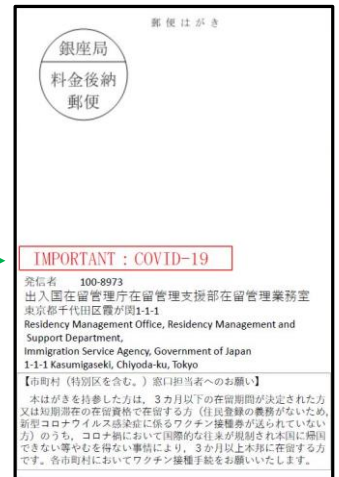 郵便はがき
銀座局
料金後納
郵便
IMPORTANT : COVID-19
発信者 100-8973
出入国在留管理庁在留管理支援部在留管理業務室
東京都千代田区霞が関1-1-1
Residency Management Office, Residency Management and
Support Department,
Immigration Service Agency, Government of Japan
1-1-1 Kasumigaseki, Chiyoda-ku, Tokyo
【市町村(特別区を含む。)窓口担当者へのお願い】
本はがきを持参した方は,3カ月以下の在留期間が決定された方
又は短期滞在の在留資格で在留する方(住民登録の義務がないため,
新型コロナウイルス感染症に係るワクチン接種券が送られていない
方)のうち,コロナ禍において国際的な往来が規制され本国に帰国
できない等やむを得ない事情により,3か月以上本邦に在留する方
です。各市町村においてワクチン接種手続をお願いいたします。